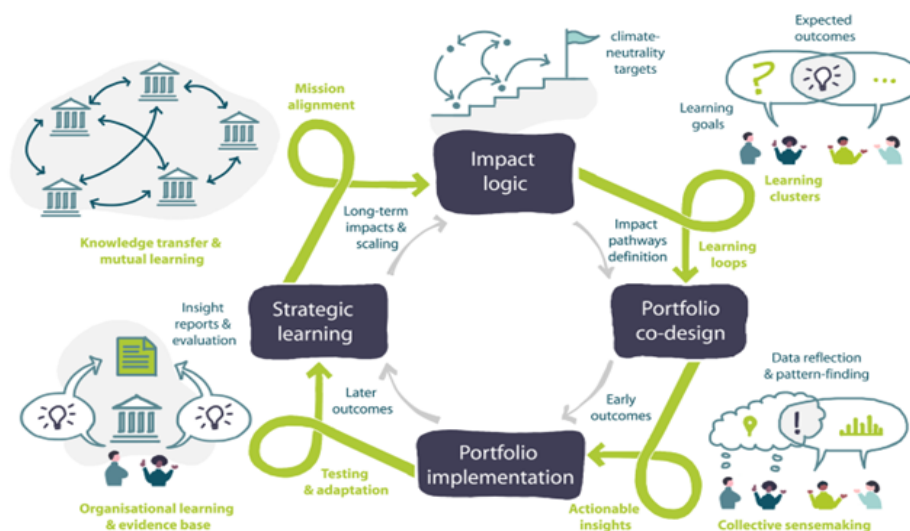 climate-
neutrality
targets
Expected
outcomes
?
...
Mission
alignment
Learning
goals
Impact
logic
Learning
clusters
Long-term
impacts &
scaling
Impact
pathways
definition
Learning
loops
Knowledge transfer &
mutual learning
Insight
reports &
evaluation
Strategic
learning
Portfolio
co-design
Data reflection
& pattern-finding
!
Later
outcomes
Early
outcomes
Portfolio
implementation
Testing
& adaptation
Actionable
insights
Organisational learning
& evidence base
Collective sensemaking